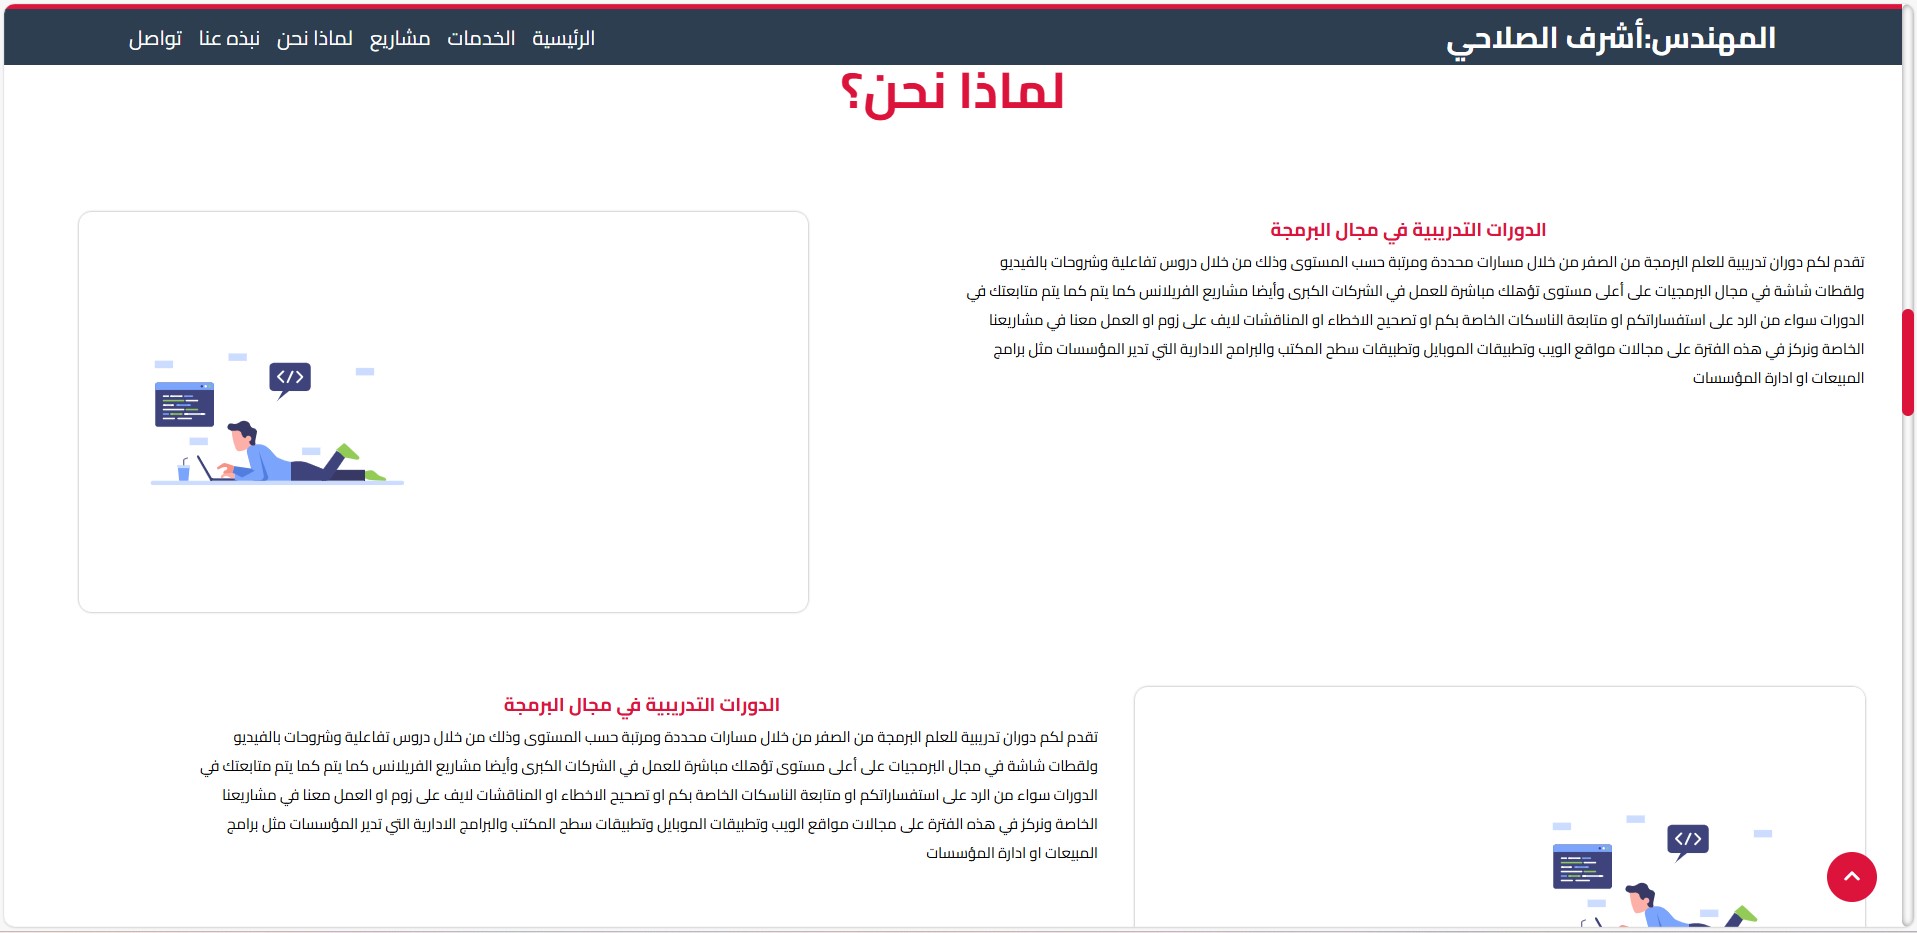 المهندس:أشرف الصلاحي
الرئيسية الخدمات مشاريع لماذا نحن نبذه عنا تواصل
لماذا نحن؟
الدورات التدريبية في مجال البرمجة
تقدم لكم دوران تدريبية للعلم البرمجة من الصفر من خلال مسارات محددة ومرتبة حسب المستوى وذلك من خلال دروس تفاعلية وشروحات بالفيديو
ولقطات شاشة في مجال البرمجيات على أعلى مستوى تؤهلك مباشرة للعمل في الشركات الكبرى وأيضا مشاريع الفريلانس كما يتم كما يتم متابعتك في
الدورات سواء من الرد على استفساراتكم او متابعة الناسكات الخاصة بكم او تصحيح الاخطاء او المناقشات لايف على زوم او العمل معنا في مشاريعنا
الخاصة ونركز في هذه الفترة على مجالات مواقع الويب وتطبيقات الموبايل وتطبيقات سطح المكتب والبرامج الادارية التي تدير المؤسسات مثل برامج
المبيعات او ادارة المؤسسات
</>
الدورات التدريبية في مجال البرمجة
تقدم لكم دوران تدريبية للعلم البرمجة من الصفر من خلال مسارات محددة ومرتبة حسب المستوى وذلك من خلال دروس تفاعلية وشروحات بالفيديو
ولقطات شاشة في مجال البرمجيات على أعلى مستوى تؤهلك مباشرة للعمل في الشركات الكبرى وأيضا مشاريع الفريلانس كما يتم كما يتم متابعتك في
الدورات سواء من الرد على استفساراتكم او متابعة الناسكات الخاصة بكم او تصحيح الاخطاء او المناقشات لايف على زوم او العمل معنا في مشاريعنا
الخاصة ونركز في هذه الفترة على مجالات مواقع الويب وتطبيقات الموبايل وتطبيقات سطح المكتب والبرامج الادارية التي تدير المؤسسات مثل برامج
المبيعات او ادارة المؤسسات
</>